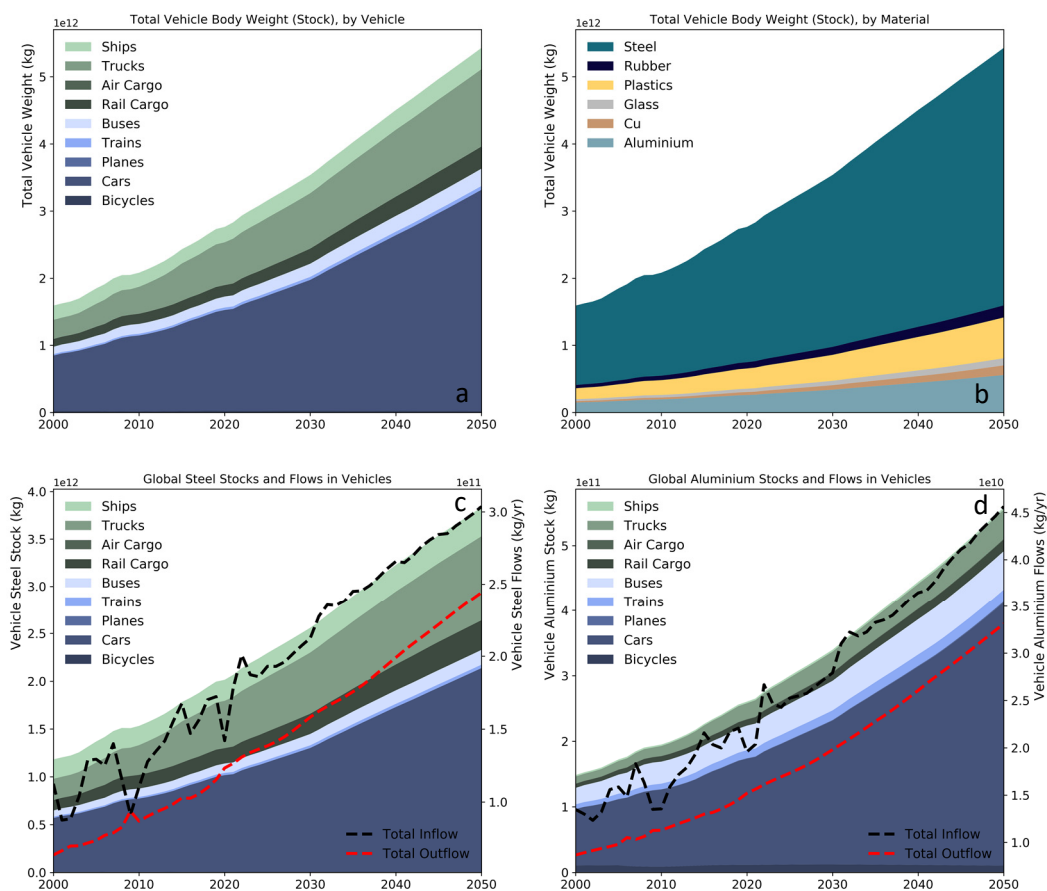 Total Vehicle Body Weight (Stock), by Vehicle
1e12
Total Vehicle Weight (kg)
5
4
3
2
1
0
Ships
Trucks
Air Cargo
Rail Cargo
Buses
Trains
Planes
Cars
Bicycles
a
2000 2010 2020 2030 2040 2050
Total Vehicle Body Weight (Stock), by Material
1e12
Total Vehicle Weight (kg)
5
4
3
2
1
0
Steel
Rubber
Plastics
Glass
Cu
Aluminium
b
2000 2010 2020 2030 2040 2050
Global Steel Stocks and Flows in Vehicles
1e12
1e11
Vehicle Steel Stock (kg)
4.0
3.5
3.0
2.5
2.0
1.5
1.0
0.5
0.0
Ships
Trucks
Air Cargo
Rail Cargo
Buses
Trains
Planes
Cars
Bicycles
c
Total Inflow
Total Outflow
3.0
2.5
2.0
1.5
1.0
Vehicle Steel Flows (kg/yr)
2000 2010 2020 2030 2040 2050
Global Aluminium Stocks and Flows in Vehicles
1e11
1e10
Vehicle Aluminium Stock (kg)
5
4
3
2
1
0
Ships
Trucks
Air Cargo
Rail Cargo
Buses
Trains
Planes
Cars
Bicycles
d
Total Inflow
Total Outflow
4.5
4.0
3.5
3.0
2.5
2.0
1.5
1.0
Vehicle Aluminium Flows (kg/yr)
2000 2010 2020 2030 2040 2050